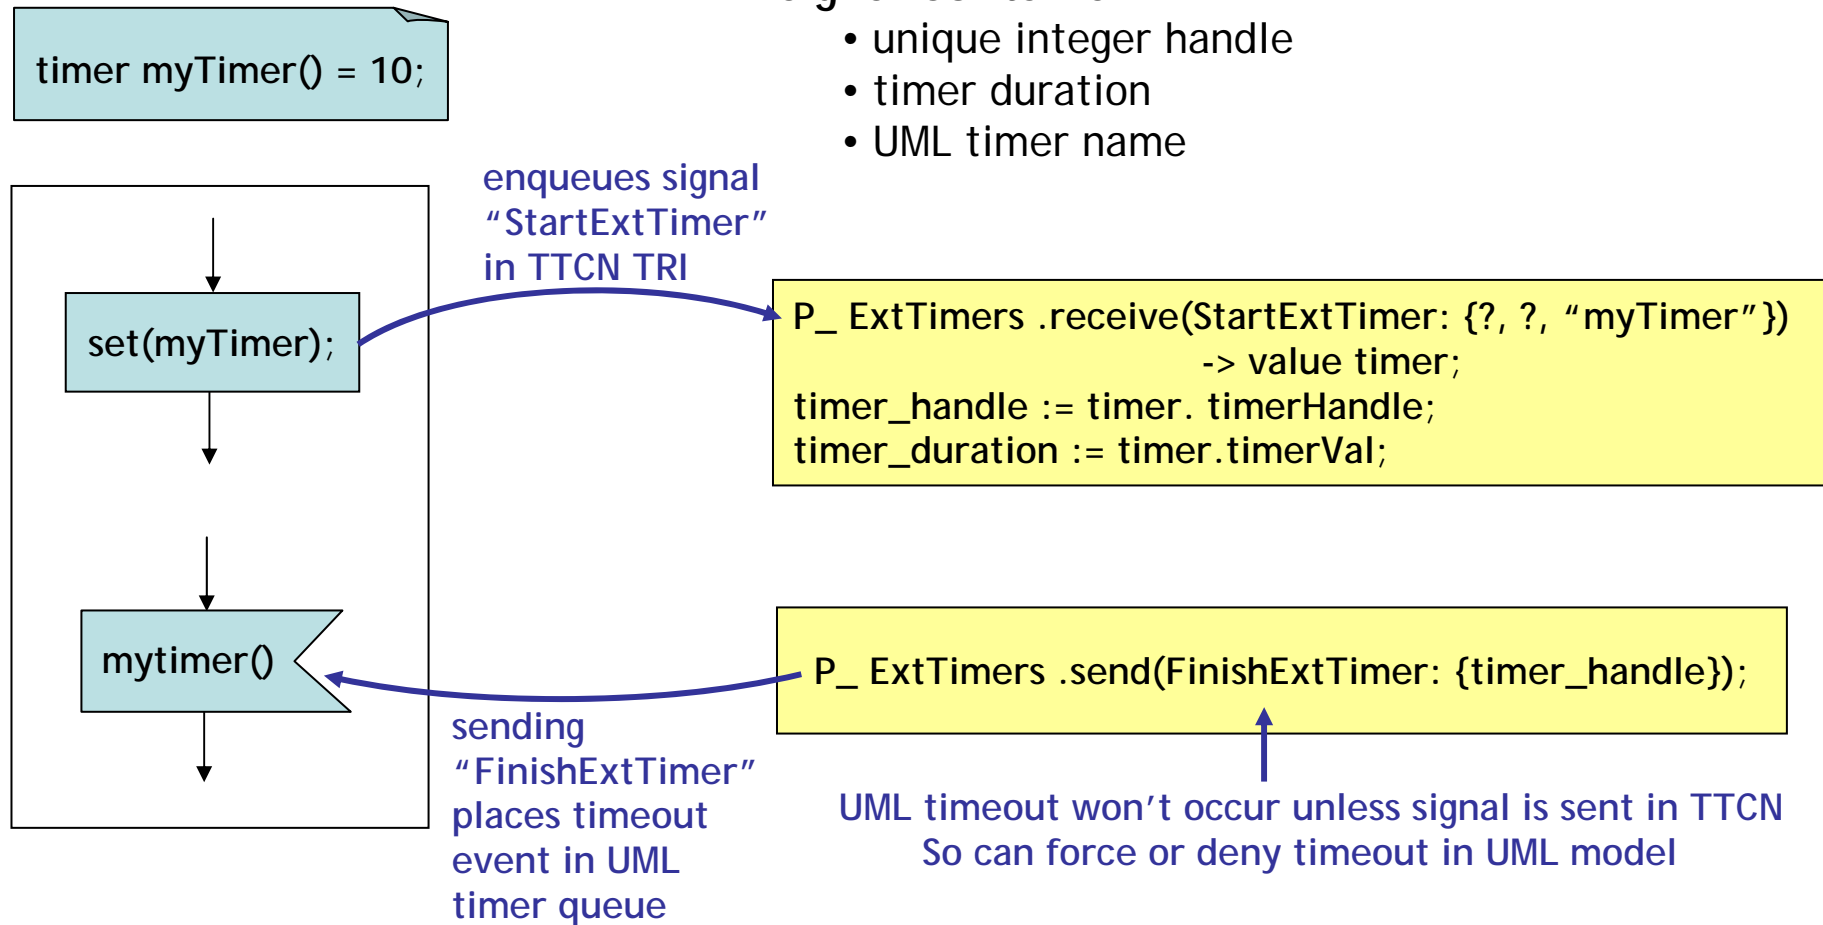 • unique integer handle
• timer duration
• UML timer name
timer myTimer() = 10;
enqueues signal
“StartExtTimer”
in TTCN TRI
set(myTimer);
P_ ExtTimers .receive(StartExtTimer: {?, ?, “myTimer”})
-> value timer;
timer_handle := timer. timerHandle;
timer_duration := timer.timerVal;
mytimer()
P_ ExtTimers .send(FinishExtTimer: {timer_handle});
sending
“FinishExtTimer”
places timeout
event in UML
timer queue
UML timeout won’t occur unless signal is sent in TTCN
So can force or deny timeout in UML model